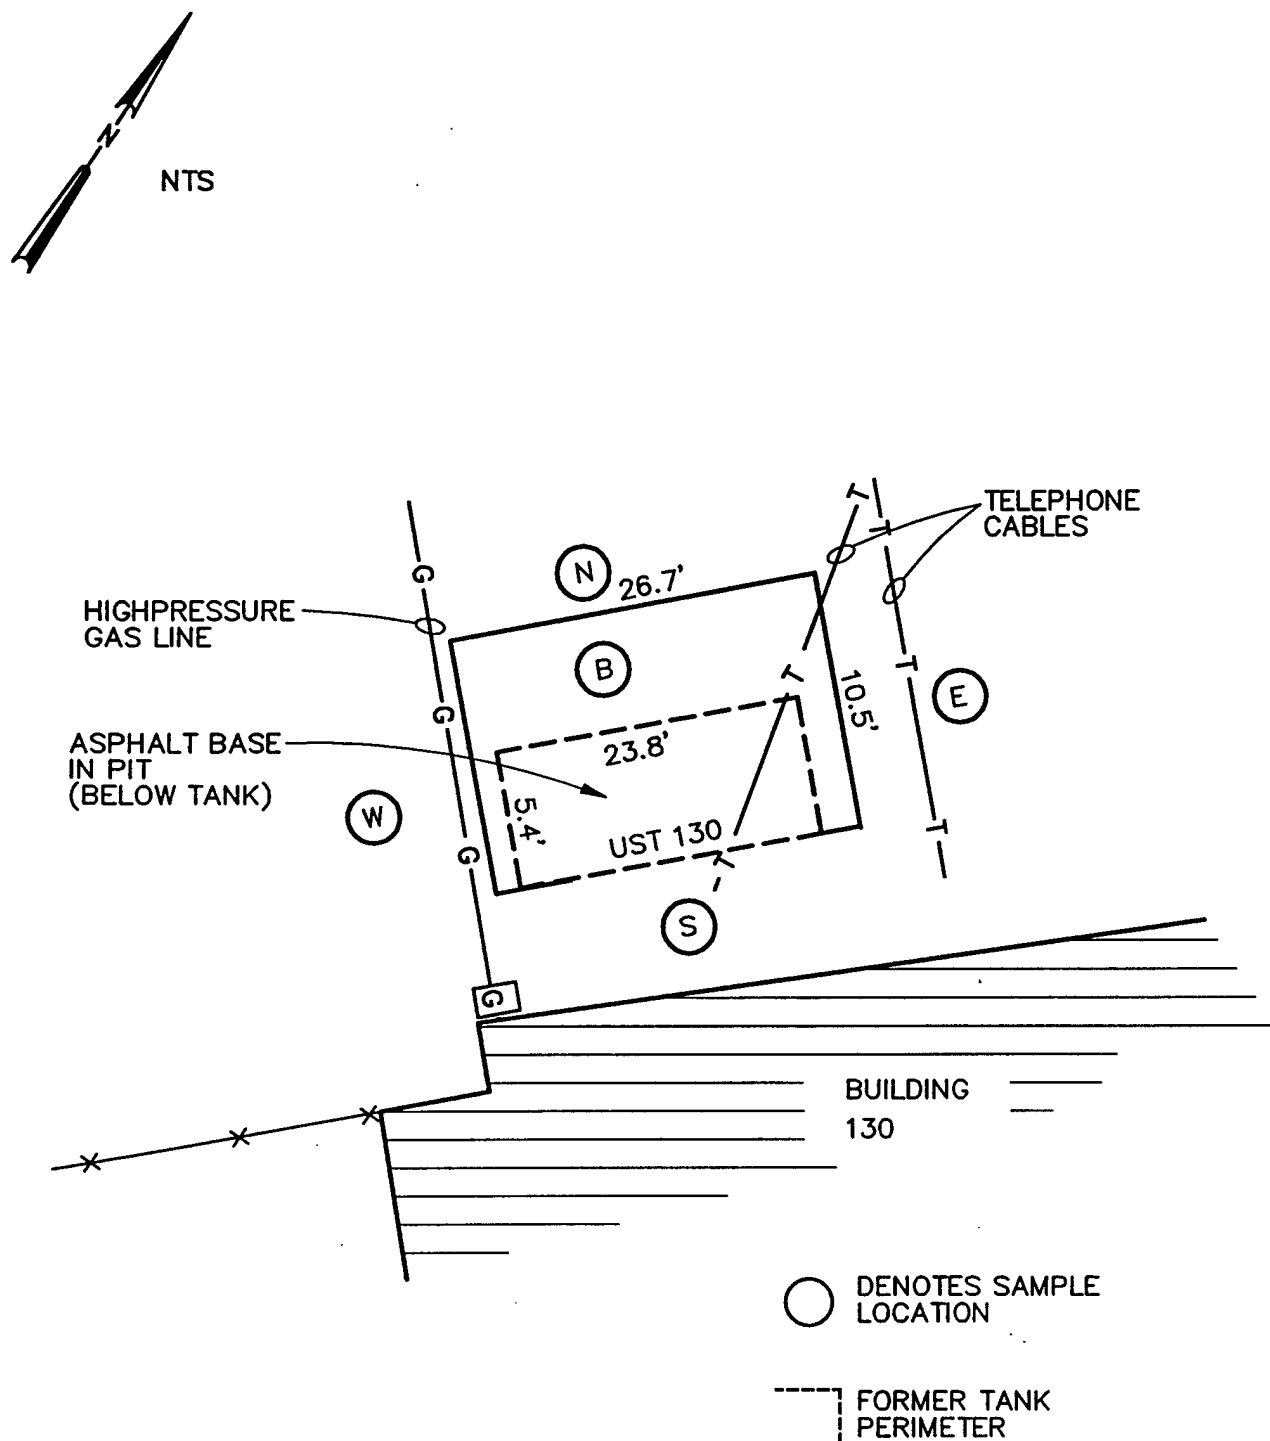 N
NTS
TELEPHONE
CABLES
T
T
G
N
26.7'
HIGHPRESSURE
GAS LINE
B
T
T
E
10.5'
G
ASPHALT BASE
IN PIT
(BELOW TANK)
23.8'
W
5.4'
UST 130
T
G
T
S
G
BUILDING
130
DENOTES SAMPLE
LOCATION
FORMER TANK
PERIMETER